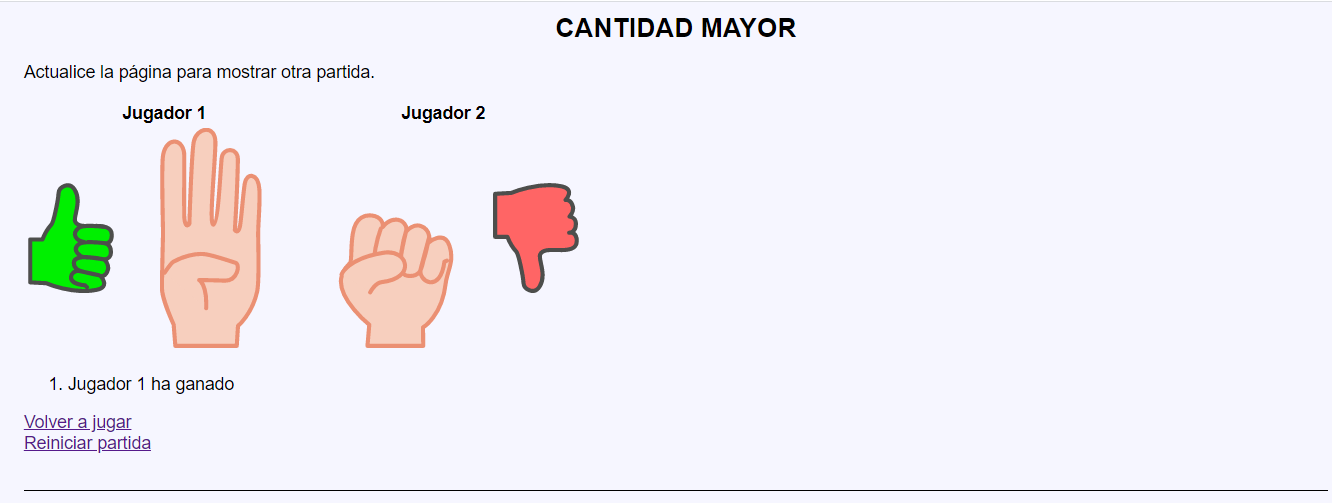 CANTIDAD MAYOR
Actualice la página para mostrar otra partida.
Jugador 1
Jugador 2
1. Jugador 1 ha ganado
Volver a jugar
Reiniciar partida